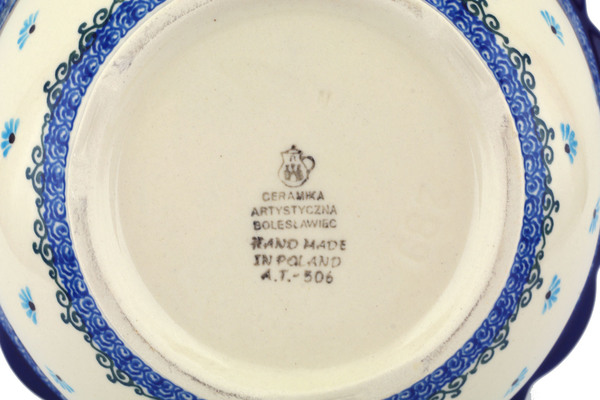 CERAMIKA
ARTYSTYCZNA
BOLESŁAWIEC
HAND MADE
IN POLAND
A.T.-506